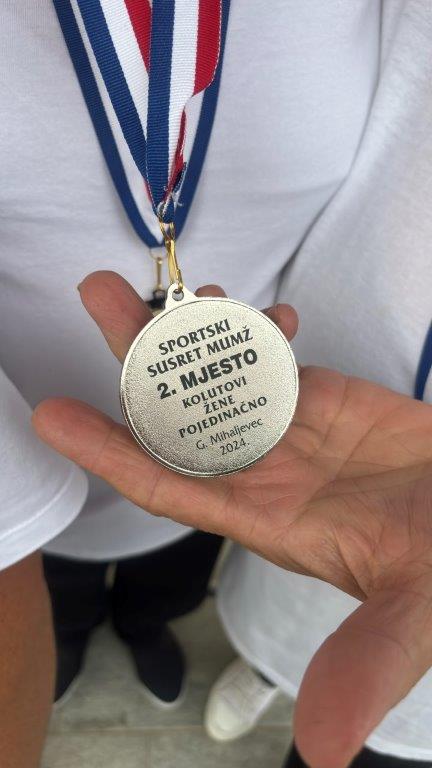 SPORTSKI
SUSRET MUMŽ
2. MJESTO
KOLUTOVI
ŽENE
POJEDINAČNO
G. Mihaljevec
2024.